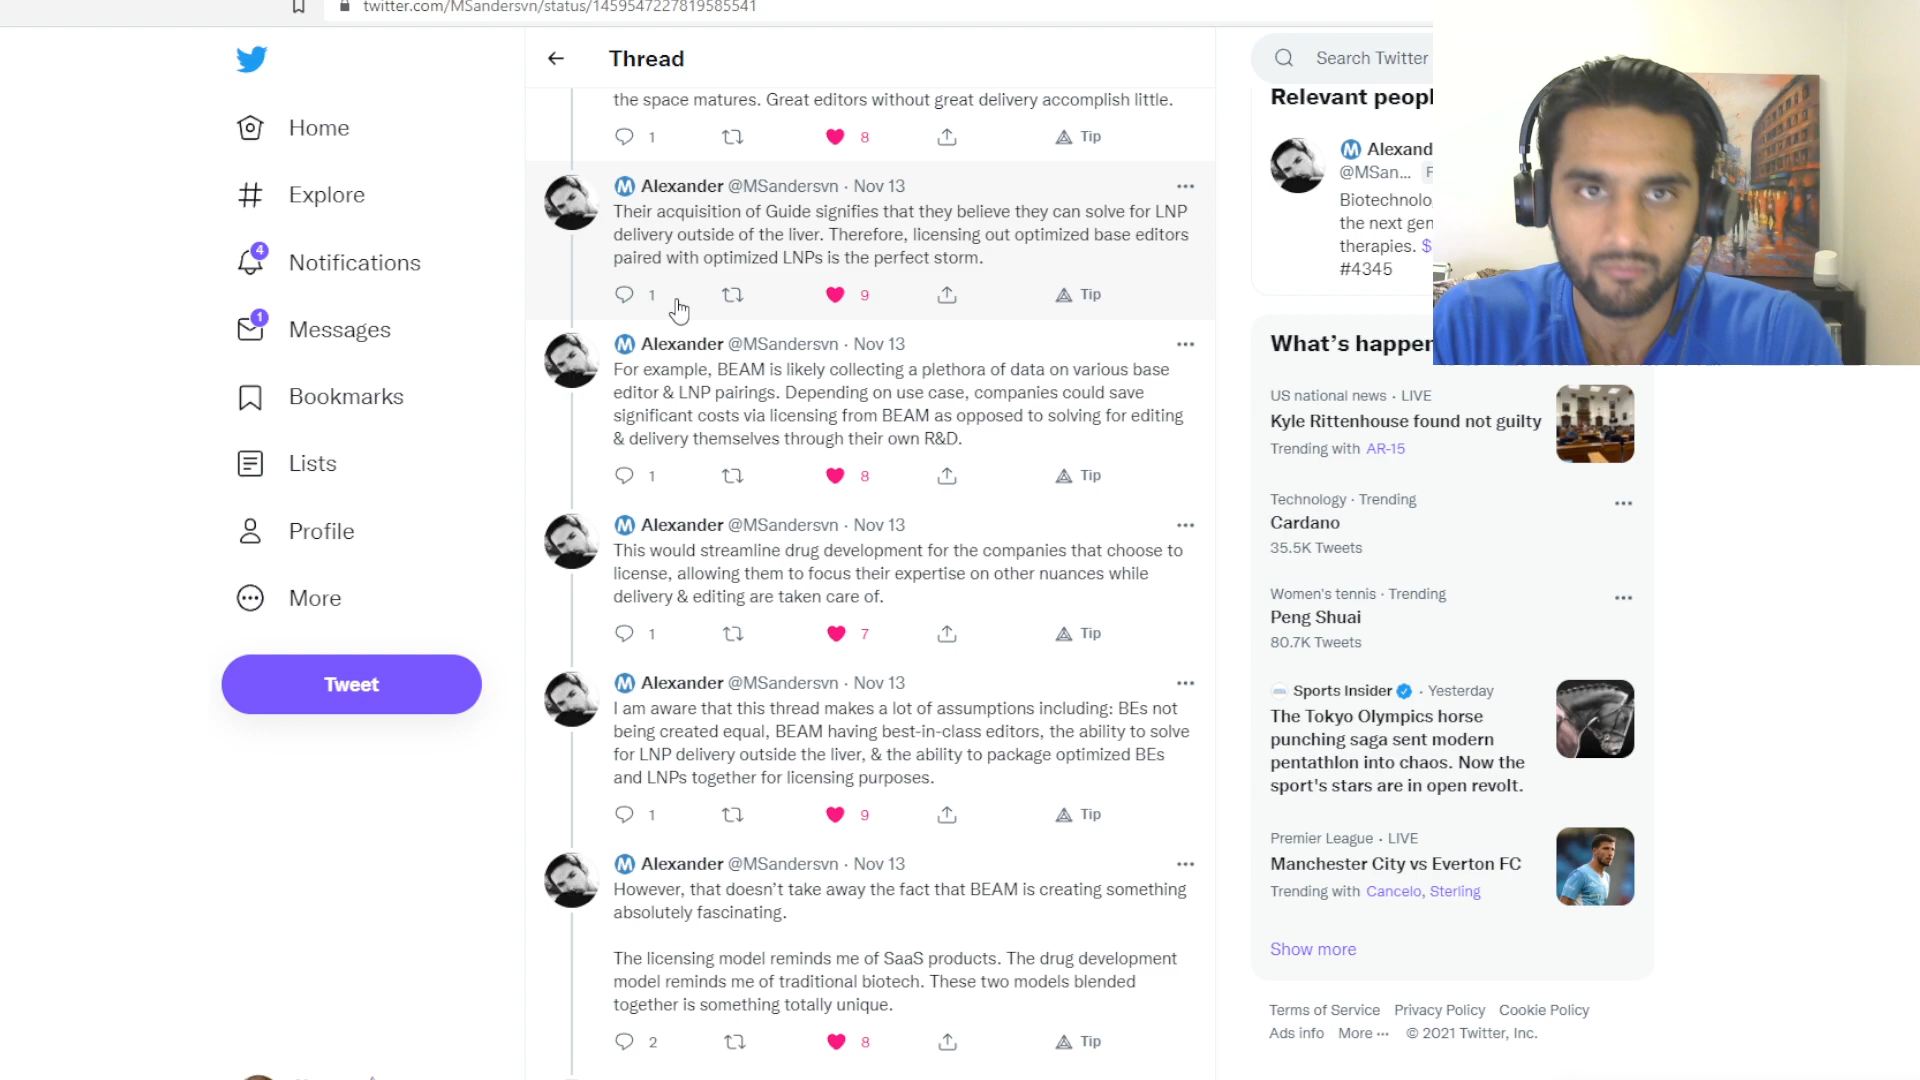 twitter.com/MSandersvn/status/1459547227819585541
Home
Explore
4
Notifications
1
Messages
Bookmarks
Lists
Profile
More
Tweet
Thread
the space matures. Great editors without great delivery accomplish little.
1
8
Tip
M Alexander @MSandersvn · Nov 13
Their acquisition of Guide signifies that they believe they can solve for LNP
delivery outside of the liver. Therefore, licensing out optimized base editors
paired with optimized LNPs is the perfect storm.
1
9
Tip
M Alexander @MSandersvn · Nov 13
For example, BEAM is likely collecting a plethora of data on various base
editor & LNP pairings. Depending on use case, companies could save
significant costs via licensing from BEAM as opposed to solving for editing
& delivery themselves through their own R&D.
1
8
Tip
M Alexander @MSandersvn · Nov 13
This would streamline drug development for the companies that choose to
license, allowing them to focus their expertise on other nuances while
delivery & editing are taken care of.
1
7
Tip
M Alexander @MSandersvn · Nov 13
I am aware that this thread makes a lot of assumptions including: BEs not
being created equal, BEAM having best-in-class editors, the ability to solve
for LNP delivery outside the liver, & the ability to package optimized BEs
and LNPs together for licensing purposes.
1
9
Tip
M Alexander @MSandersvn · Nov 13
However, that doesn't take away the fact that BEAM is creating something
absolutely fascinating.
The licensing model reminds me of SaaS products. The drug development
model reminds me of traditional biotech. These two models blended
together is something totally unique.
2
8
Tip
Search Twitter
Relevant peopl
M Alexand
@MSan... F
Biotechnolo
the next gen
therapies. $
#4345
What's happen
US national news · LIVE
Kyle Rittenhouse found not guilty
Trending with AR-15
Technology · Trending
Cardano
35.5K Tweets
Women's tennis · Trending
Peng Shuai
80.7K Tweets
Sports Insider · Yesterday
The Tokyo Olympics horse
punching saga sent modern
pentathlon into chaos. Now the
sport's stars are in open revolt.
Premier League · LIVE
Manchester City vs Everton FC
Trending with Cancelo, Sterling
Show more
Terms of Service Privacy Policy Cookie Policy
Ads info More ··· © 2021 Twitter, Inc.